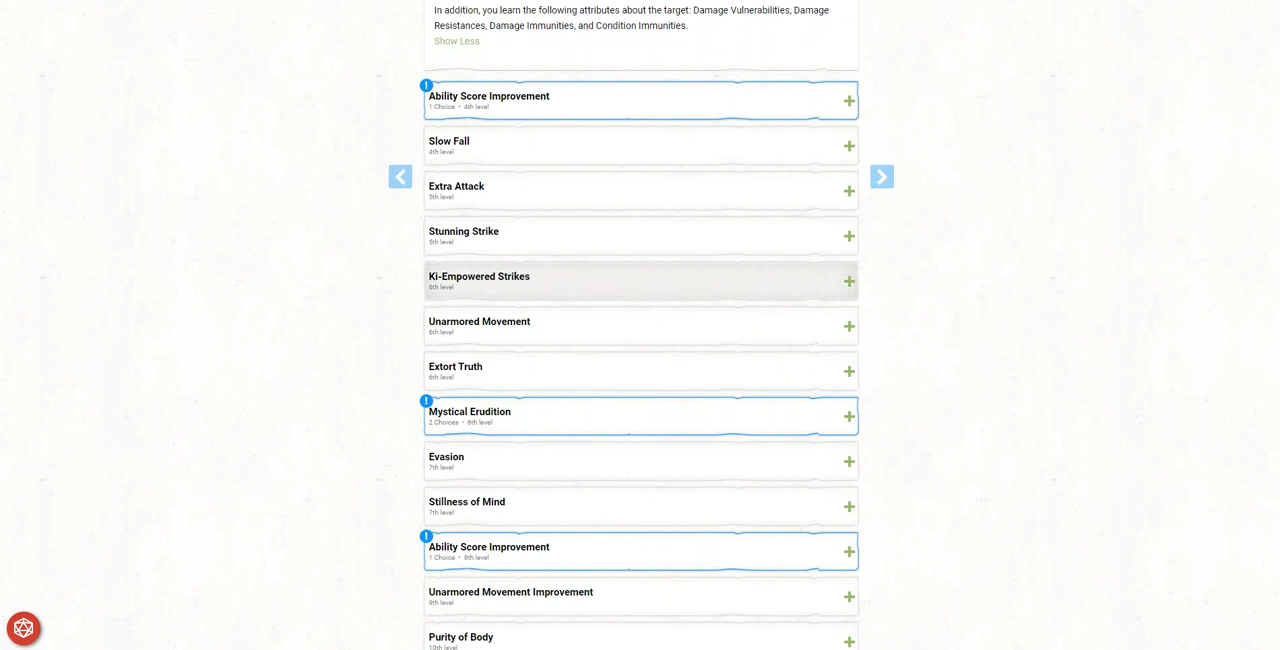 In addition, you learn the following attributes about the target: Damage Vulnerabilities, Damage
Resistances, Damage Immunities, and Condition Immunities.
Show Less
Ability Score Improvement
1 Choice • 4th level
Slow Fall
4th level
Extra Attack
5th level
Stunning Strike
5th level
Ki-Empowered Strikes
6th level
Unarmored Movement
6th level
Extort Truth
6th level
Mystical Erudition
2 Choices • 6th level
Evasion
7th level
Stillness of Mind
7th level
Ability Score Improvement
1 Choice • 8th level
Unarmored Movement Improvement
9th level
Purity of Body
10th level